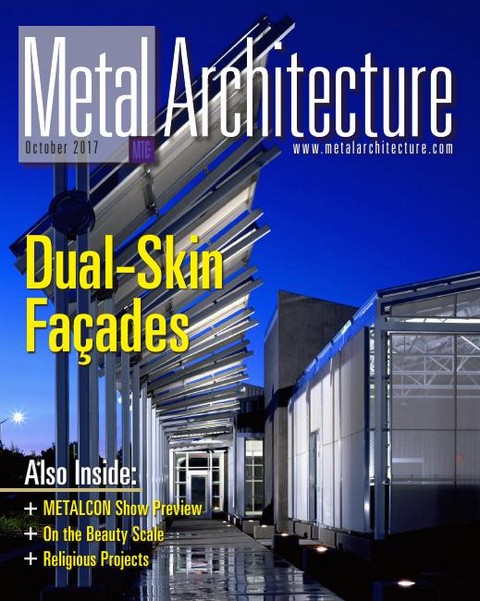 Metal Architecture
October 2017
MTC
www.metalarchitecture.com
Dual-Skin
Façades
Also Inside:
+ METALCON Show Preview
+ On the Beauty Scale
+ Religious Projects